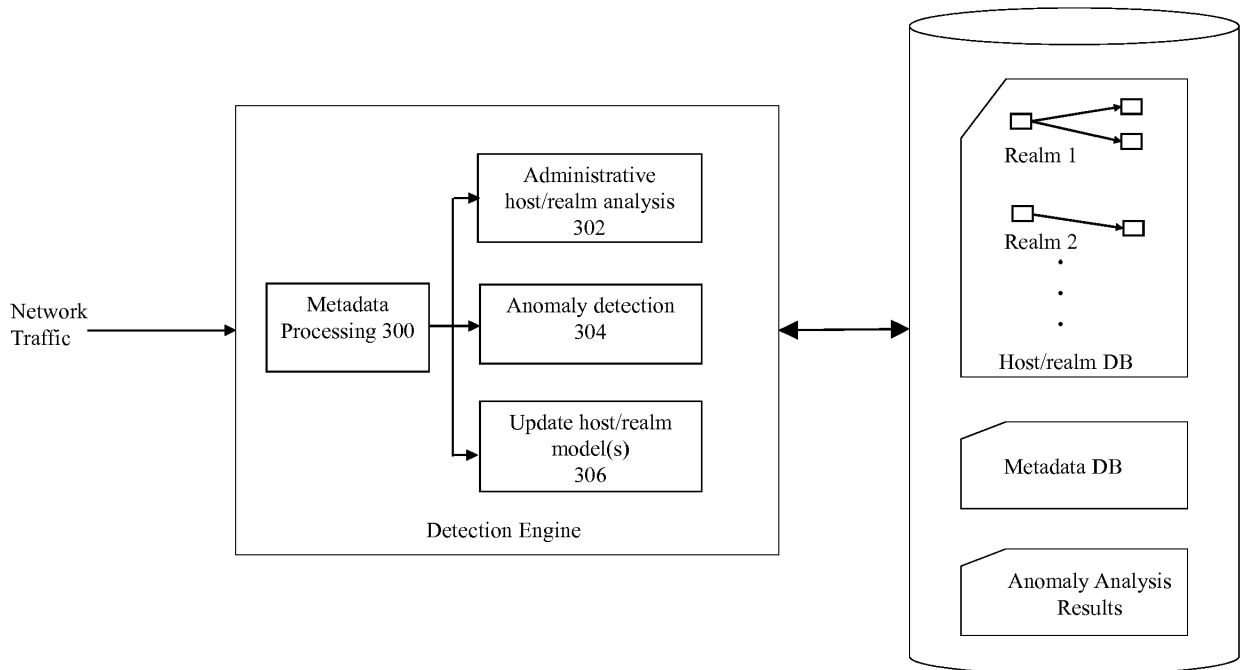 Network
Traffic
Metadata
Processing 300
Administrative
host/realm analysis
302
Anomaly detection
304
Update host/realm
model(s)
306
Detection Engine
Realm 1
Realm 2
Host/realm DB
Metadata DB
Anomaly Analysis
Results